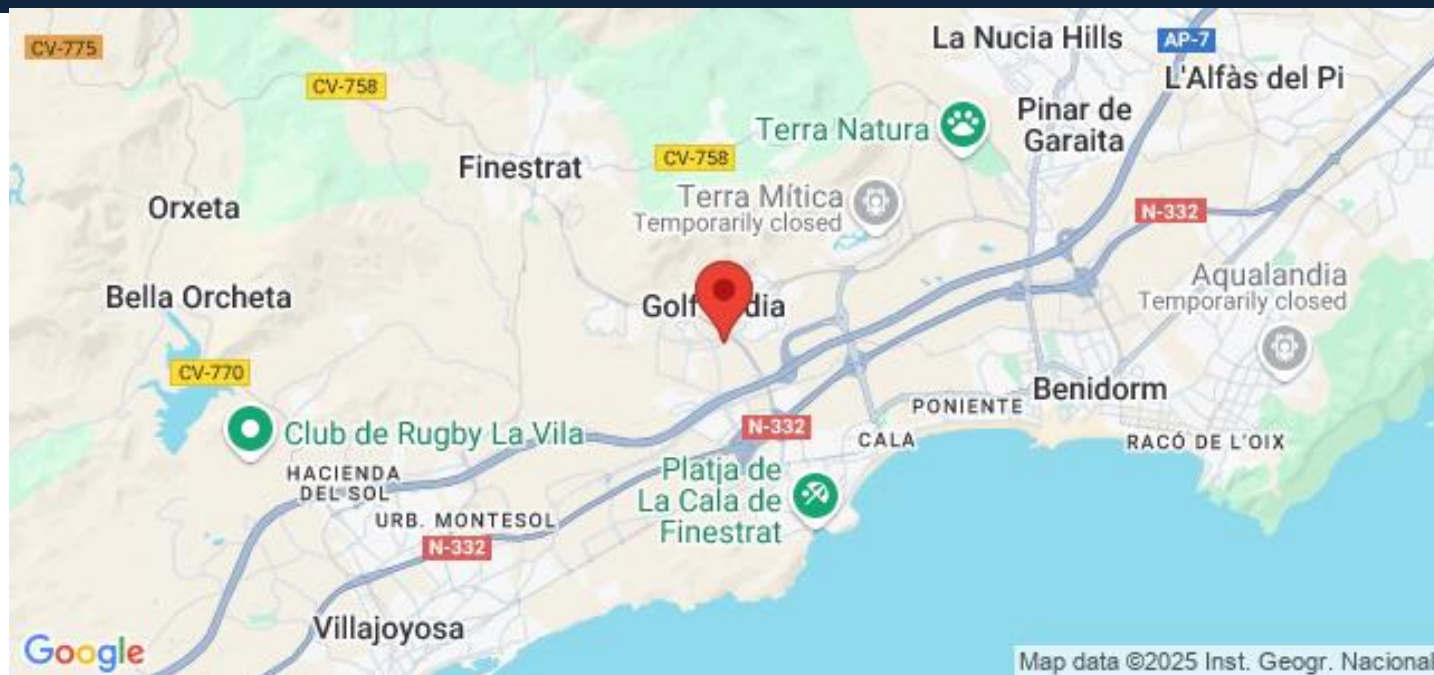 CV-775
La Nucia Hills
AP-7
L'Alfàs del Pi
CV-758
Pinar de
Garaita
Terra Natura
Finestrat
CV-758
Terra Mítica
Temporarily closed
Orxeta
N-332
Aqualandia
Temporarily closed
Bella Orcheta
Golf dia
CV-770
Benidorm
PONIENTE
N-332
CALA
RACÓ DE L'OIX
Club de Rugby La Vila
HACIENDA
DEL SOL
Platja de
La Cala de
Finestrat
URB. MONTESOL
N-332
Villajoyosa
Google
Map data ©2025 Inst. Geogr. Nacional